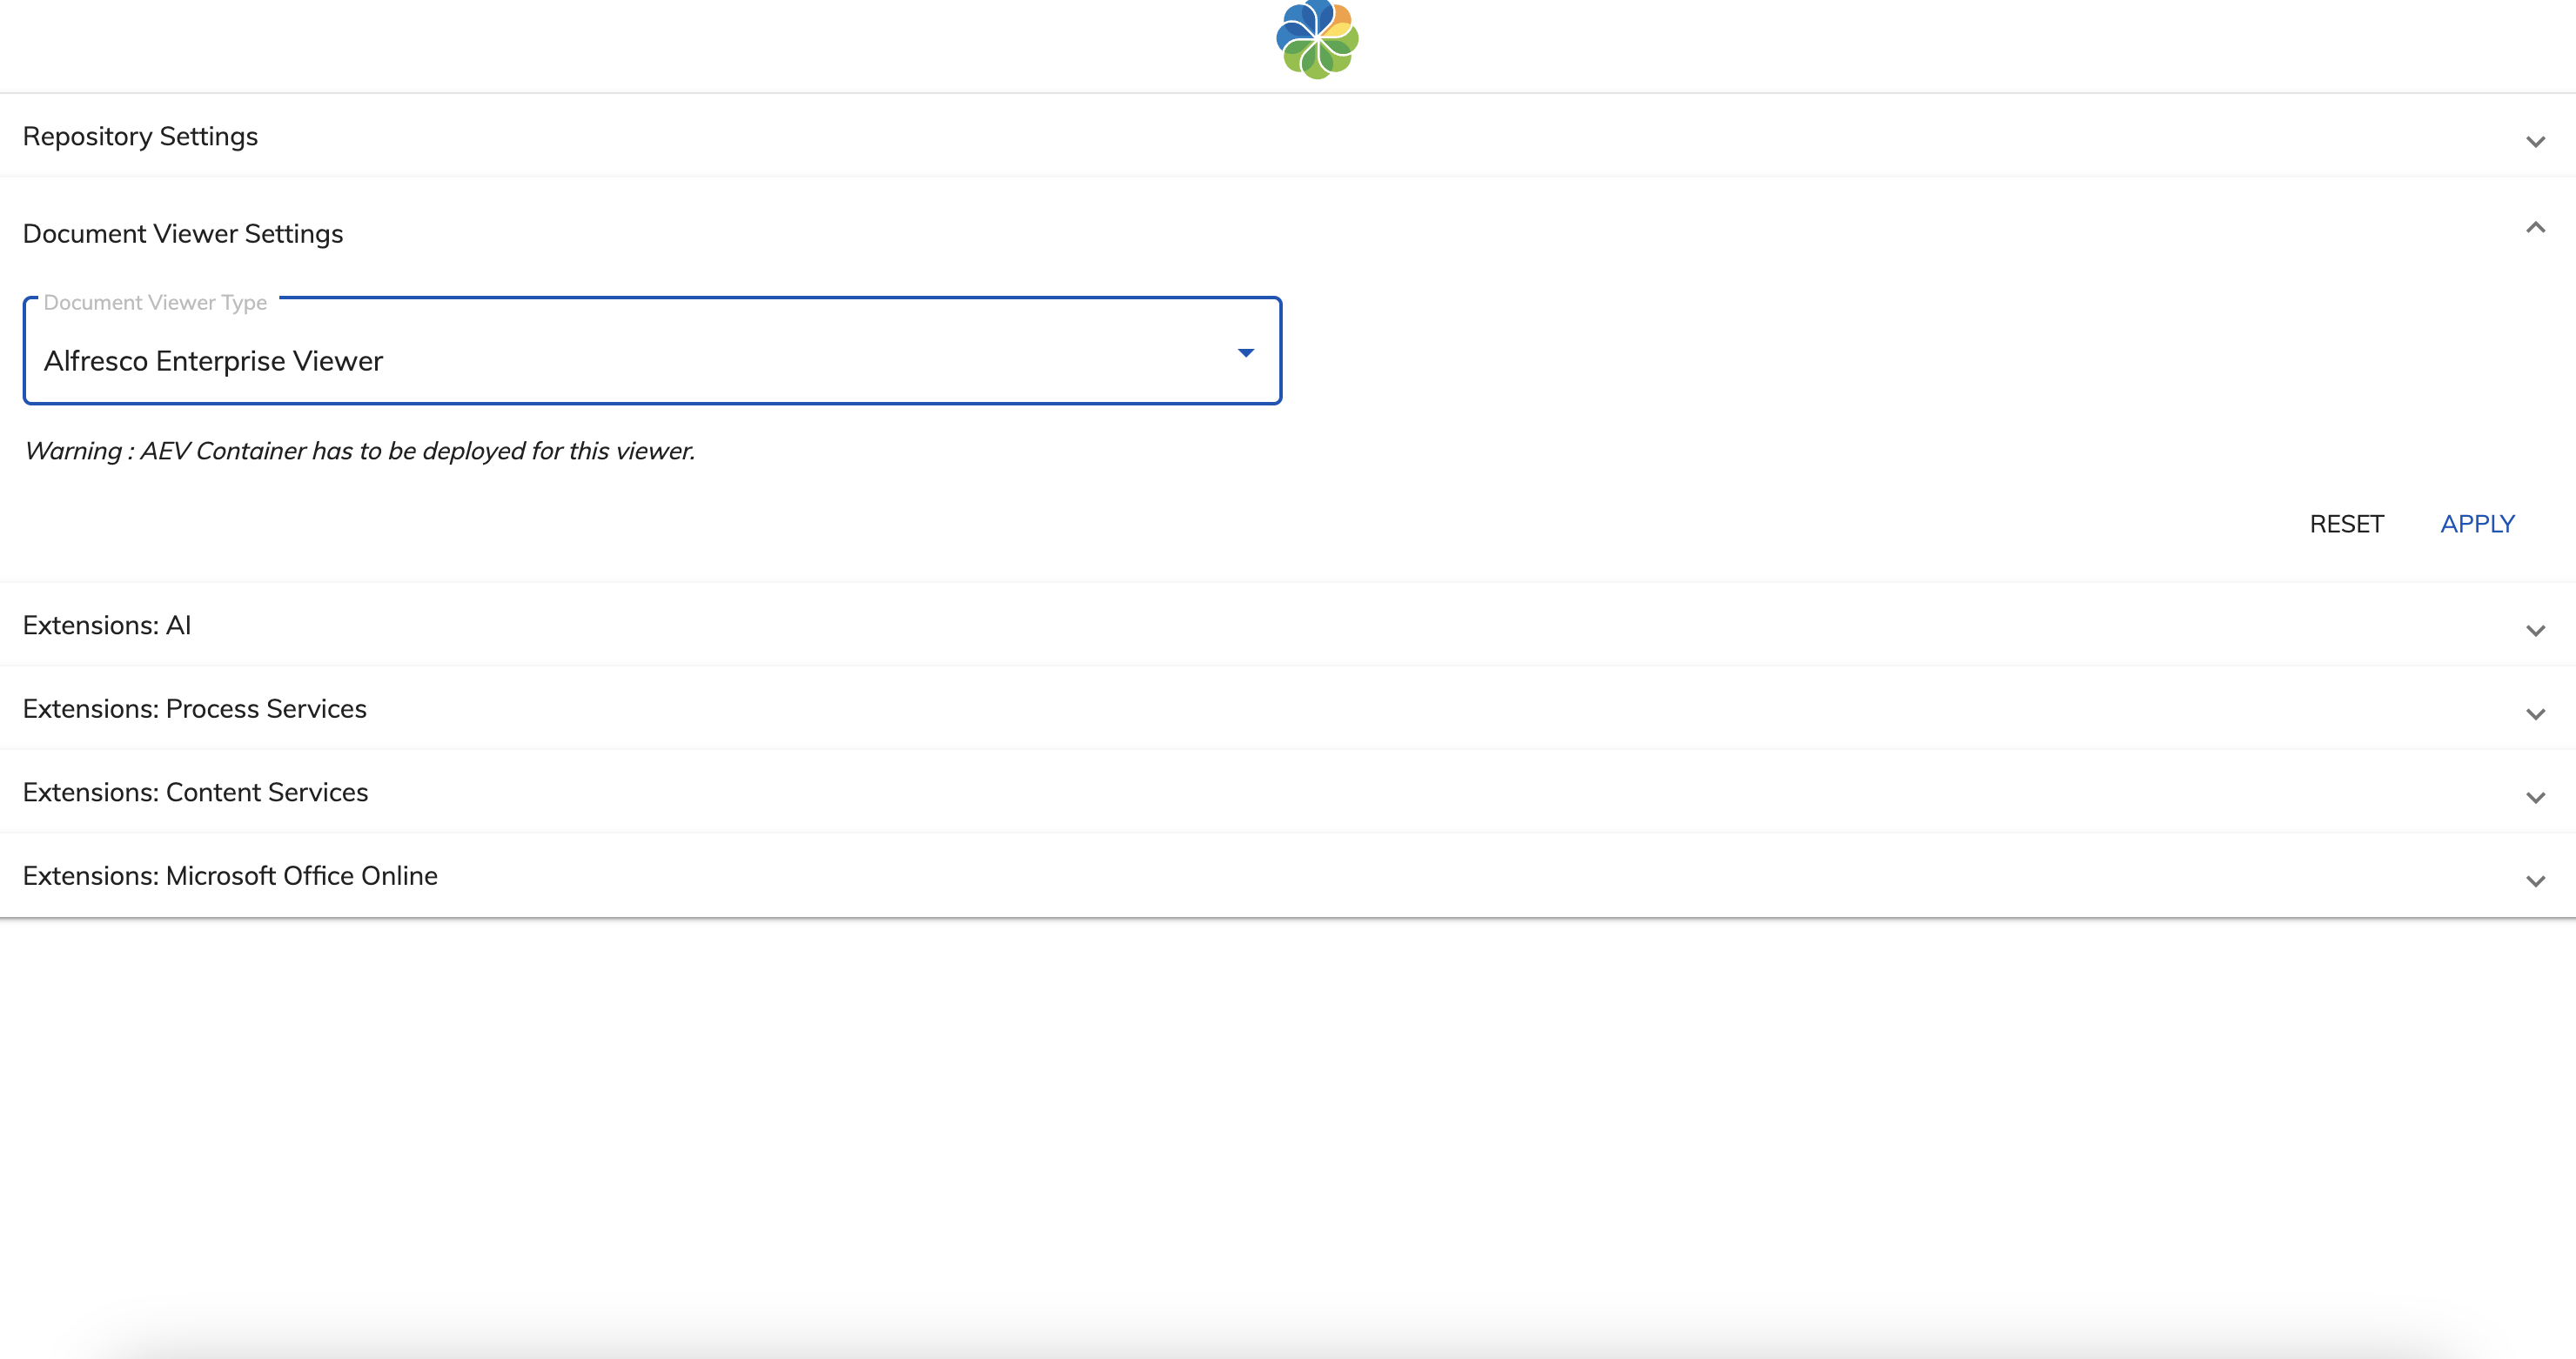 Repository Settings
Document Viewer Settings
Document Viewer Type
Alfresco Enterprise Viewer
Warning : AEV Container has to be deployed for this viewer.
RESET APPLY
Extensions: AI
Extensions: Process Services
Extensions: Content Services
Extensions: Microsoft Office Online